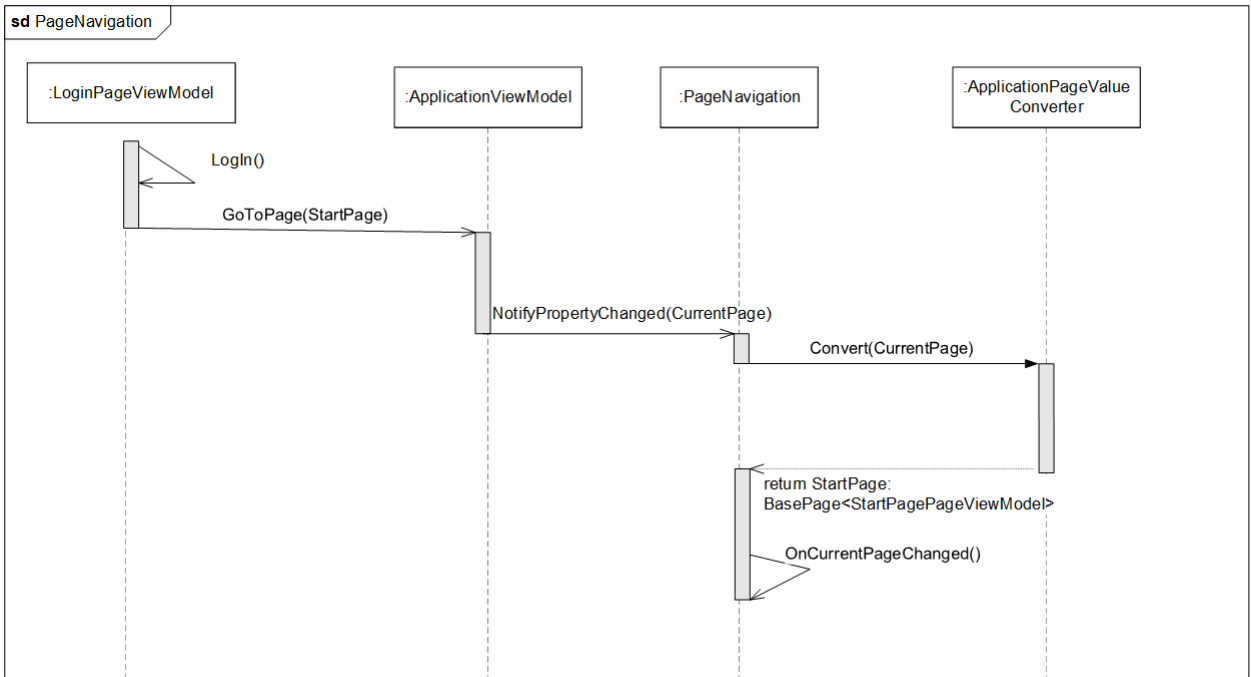 sd PageNavigation
:LoginPageViewModel
:ApplicationViewModel
:PageNavigation
:ApplicationPageValue
Converter
LogIn()
GoToPage(StartPage)
NotifyPropertyChanged(CurrentPage)
Convert(CurrentPage)
return StartPage:
BasePage<StartPagePageViewModel>
OnCurrentPageChanged()